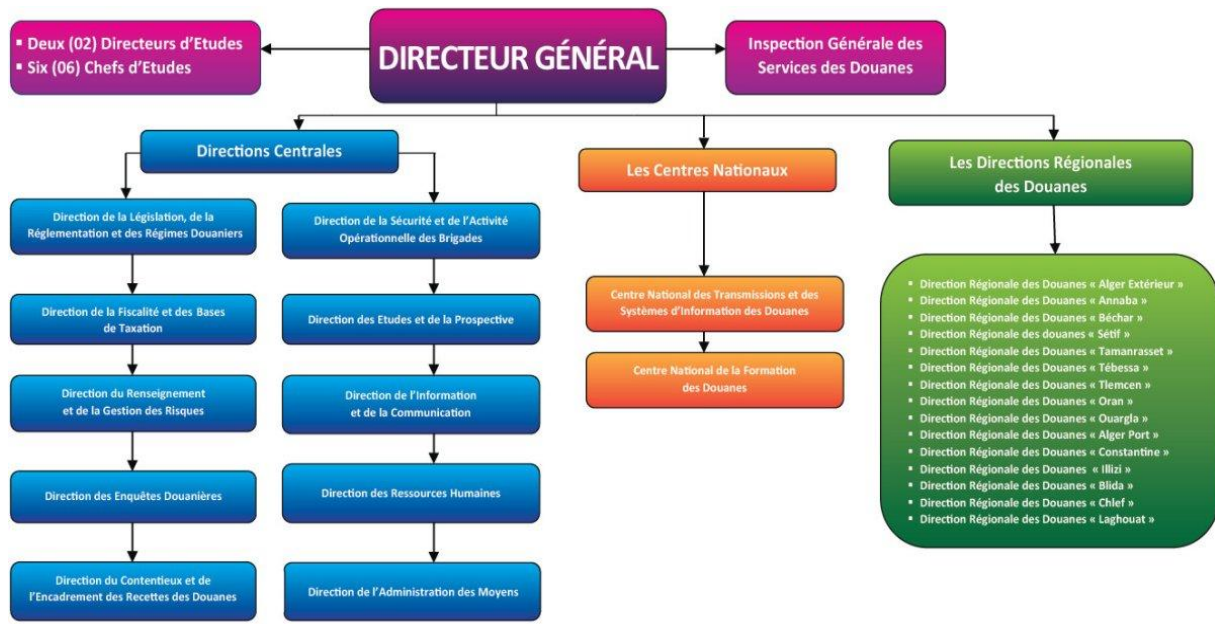 ▪ Deux (02) Directeurs d'Etudes
▪ Six (06) Chefs d'Etudes
DIRECTEUR GÉNÉRAL
Inspection Générale des
Services des Douanes
Directions Centrales
Direction de la Législation, de la
Réglementation et des Régimes Douaniers
Direction de la Fiscalité et des Bases
de Taxation
Direction du Renseignement
et de la Gestion des Risques
Direction des Enquêtes Douanières
Direction du Contentieux et de
l'Encadrement des Recettes des Douanes
Direction de la Sécurité et de l'Activité
Opérationnelle des Brigades
Direction des Etudes et de la Prospective
Direction de l'Information
et de la Communication
Direction des Ressources Humaines
Direction de l'Administration des Moyens
Les Centres Nationaux
Centre National des Transmissions et des
Systèmes d'Information des Douanes
Centre National de la Formation
des Douanes
Les Directions Régionales
des Douanes
▪ Direction Régionale des Douanes « Alger Extérieur »
▪ Direction Régionale des Douanes « Annaba »
▪ Direction Régionale des Douanes « Béchar »
▪ Direction Régionale des douanes « Sétif »
▪ Direction Régionale des Douanes « Tamanrasset »
▪ Direction Régionale des Douanes « Tébessa »
▪ Direction Régionale des Douanes « Tlemcen »
▪ Direction Régionale des Douanes « Oran »
▪ Direction Régionale des Douanes « Ouargla »
▪ Direction Régionale des Douanes « Alger Port »
▪ Direction Régionale des Douanes « Constantine »
▪ Direction Régionale des Douanes « Illizi »
▪ Direction Régionale des Douanes « Blida »
▪ Direction Régionale des Douanes « Chlef »
▪ Direction Régionale des Douanes « Laghouat »